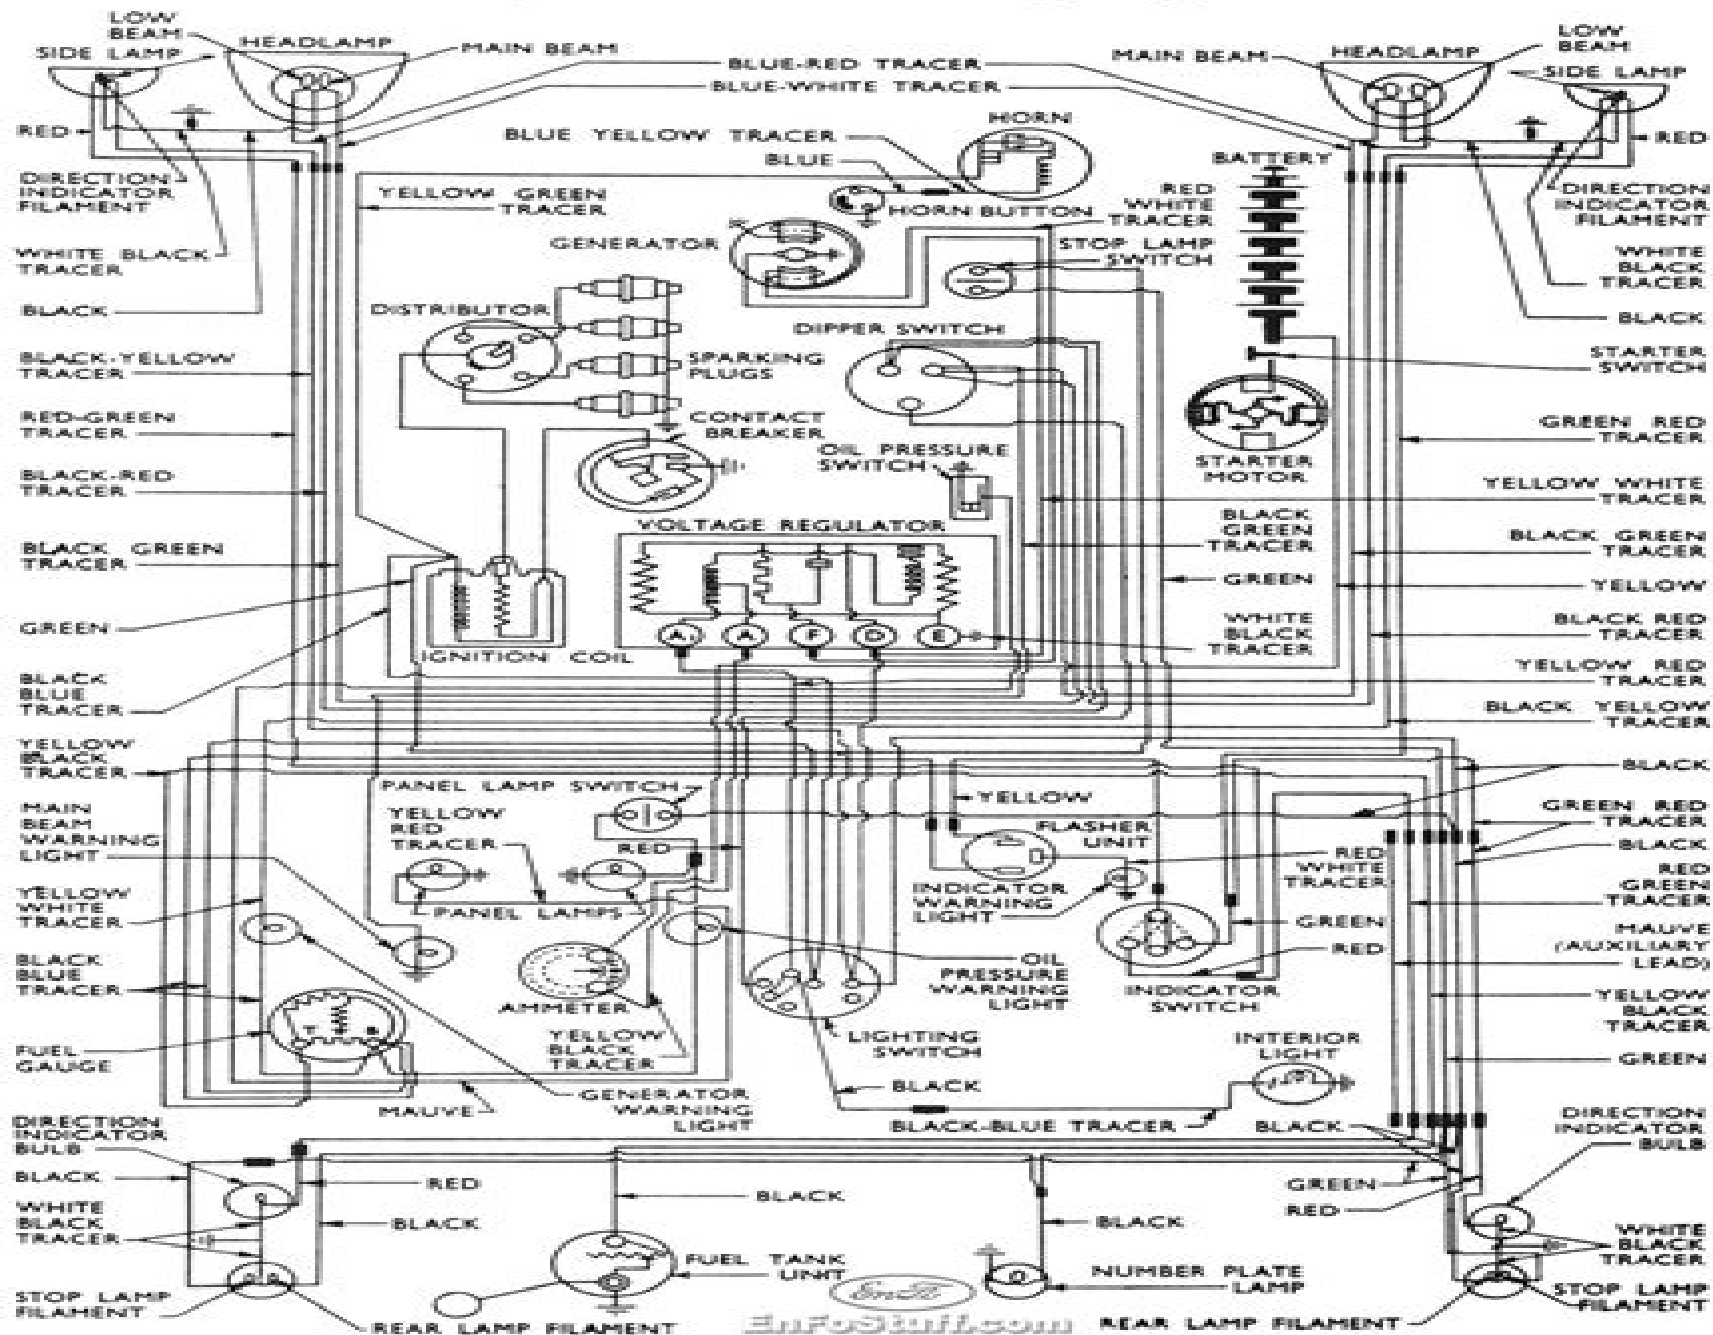 LOW
BEAM
SIDE LAMP
HEADLAMP
MAIN BEAM
BLUE-RED TRACER
BLUE-WHITE TRACER
MAIN BEAM
HEADLAMP
LOW
BEAM
SIDE LAMP
RED
BLUE YELLOW TRACER
BLUE
HORN
BATTERY
RED
DIRECTION
INDICATOR
FILAMENT
YELLOW GREEN
TRACER
HORN BUTTON
RED
WHITE
TRACER
DIRECTION
INDICATOR
FILAMENT
WHITE BLACK
TRACER
GENERATOR
STOP LAMP
SWITCH
WHITE
BLACK
TRACER
BLACK
DISTRIBUTOR
DIPPER SWITCH
BLACK
BLACK-YELLOW
TRACER
SPARKING
PLUGS
STARTER
SWITCH
RED-GREEN
TRACER
CONTACT
BREAKER
GREEN RED
TRACER
BLACK-RED
TRACER
OIL PRESSURE
SWITCH
STARTER
MOTOR
YELLOW WHITE
TRACER
VOLTAGE REGULATOR
BLACK
GREEN
TRACER
BLACK GREEN
TRACER
BLACK GREEN
TRACER
GREEN
YELLOW
GREEN
A
A
F
D
E
WHITE
BLACK
TRACER
BLACK RED
TRACER
IGNITION COIL
BLACK
BLUE
TRACER
YELLOW RED
TRACER
BLACK YELLOW
TRACER
YELLOW
BLACK
TRACER
PANEL LAMP SWITCH
YELLOW
BLACK
MAIN
BEAM
WARNING
LIGHT
YELLOW
RED
TRACER
RED
FLASHER
UNIT
GREEN RED
TRACER
BLACK
RED
WHITE
TRACER
RED
GREEN
TRACER
YELLOW
WHITE
TRACER
PANEL LAMPS
INDICATOR
WARNING
LIGHT
GREEN
RED
MAUVE
(AUXILIARY
LEAD)
BLACK
BLUE
TRACER
AMMETER
OIL
PRESSURE
WARNING
LIGHT
INDICATOR
SWITCH
YELLOW
BLACK
TRACER
FUEL
GAUGE
YELLOW
BLACK
TRACER
LIGHTING
SWITCH
INTERIOR
LIGHT
GREEN
MAUVE
GENERATOR
WARNING
LIGHT
BLACK
BLACK-BLUE TRACER
BLACK
DIRECTION
INDICATOR
BULB
DIRECTION
INDICATOR
BULB
BLACK
RED
BLACK
GREEN
RED
WHITE
BLACK
TRACER
BLACK
BLACK
WHITE
BLACK
TRACER
FUEL TANK
UNIT
NUMBER PLATE
LAMP
STOP LAMP
FILAMENT
STOP LAMP
FILAMENT
REAR LAMP FILAMENT
EnFoStuff.com
REAR LAMP FILAMENT